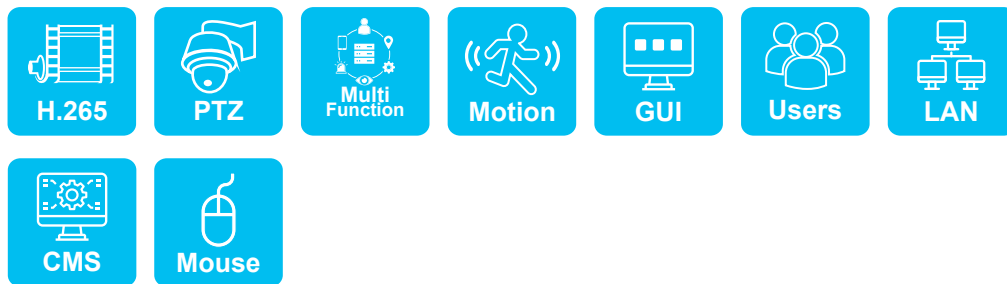 H.265
PTZ
Multi
Function
Motion
GUI
Users
LAN
CMS
Mouse